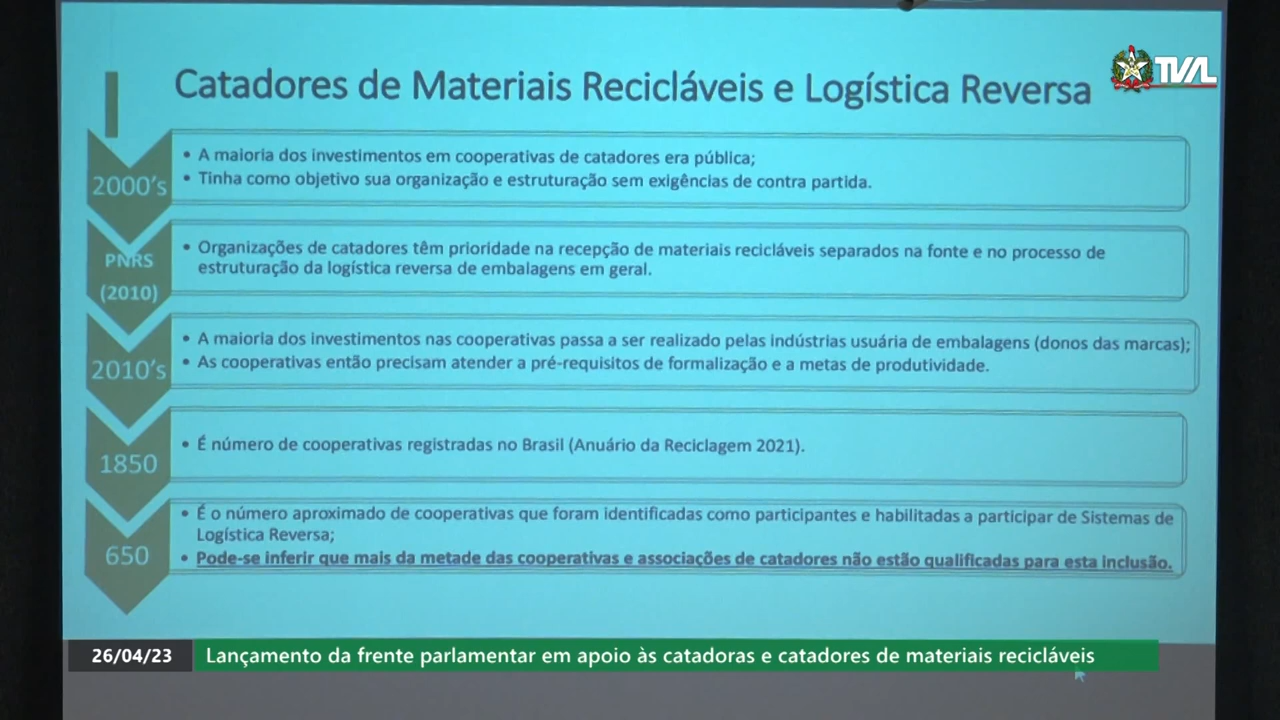 Catadores de Materiais Recicláveis e Logística Reversa
TVAL
2000's
• A maioria dos investimentos em cooperativas de catadores era pública;
• Tinha como objetivo sua organização e estruturação sem exigências de contra partida.
PNRS
(2010)
• Organizações de catadores têm prioridade na recepção de materiais recicláveis separados na fonte e no processo de
estruturação da logística reversa de embalagens em geral.
2010's
• A maioria dos investimentos nas cooperativas passa a ser realizado pelas indústrias usuária de embalagens (donos das marcas);
• As cooperativas então precisam atender a pré-requisitos de formalização e a metas de produtividade.
1850
• É número de cooperativas registradas no Brasil (Anuário da Reciclagem 2021).
650
• É o número aproximado de cooperativas que foram identificadas como participantes e habilitadas a participar de Sistemas de
Logística Reversa;
• Pode-se inferir que mais da metade das cooperativas e associações de catadores não estão qualificadas para esta inclusão.
26/04/23
Lançamento da frente parlamentar em apoio às catadoras e catadores de materiais recicláveis